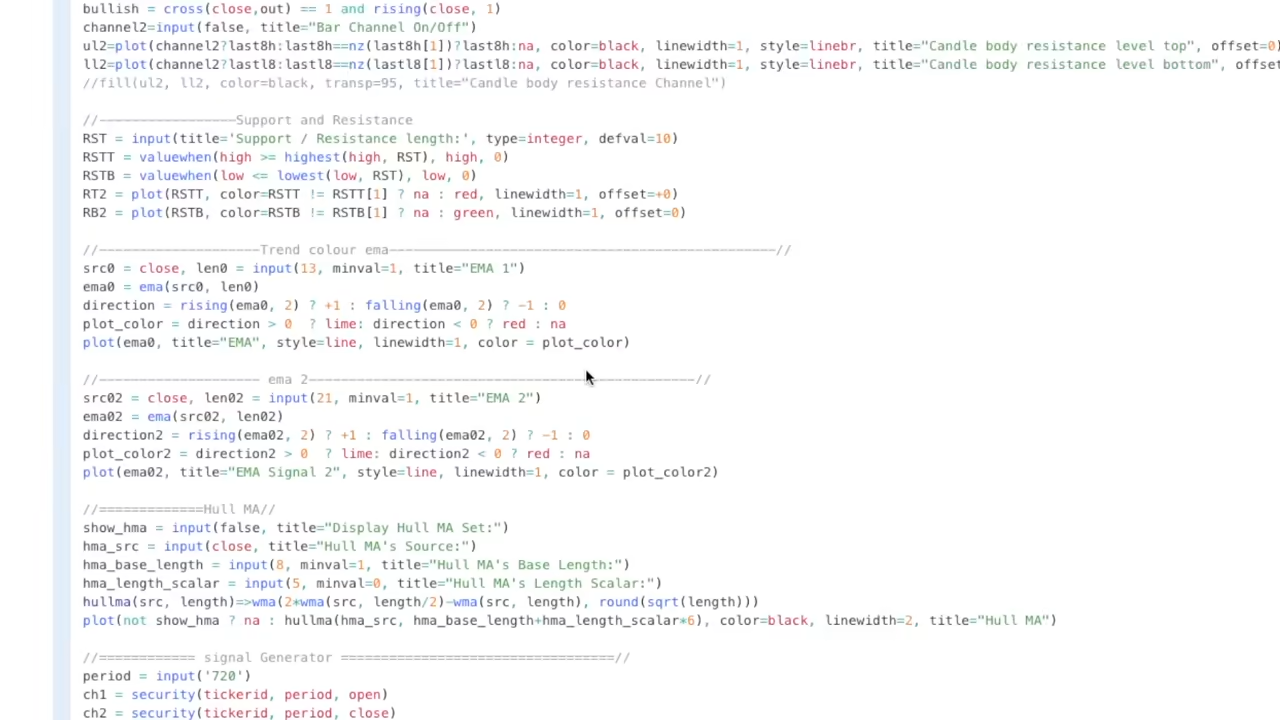 bullish = cross(close,out) == 1 and rising(close, 1)
channel2=input(false, title="Bar Channel On/Off")
ul2=plot(channel2?last8h:last8h==nz(last8h[1])?last8h:na, color=black, linewidth=1, style=linebr, title="Candle body resistance level top", offset=0)
ll2=plot(channel2?lastl8:lastl8==nz(lastl8[1])?lastl8:na, color=black, linewidth=1, style=linebr, title="Candle body resistance level bottom", offset
//fill(ul2, ll2, color=black, transp=95, title="Candle body resistance Channel")
//—————————————————Support and Resistance
RST = input(title='Support / Resistance length:', type=integer, defval=10)
RSTT = valuewhen(high >= highest(high, RST), high, 0)
RSTB = valuewhen(low <= lowest(low, RST), low, 0)
RT2 = plot(RSTT, color=RSTT != RSTT[1] ? na : red, linewidth=1, offset=+0)
RB2 = plot(RSTB, color=RSTB != RSTB[1] ? na : green, linewidth=1, offset=0)
//————————————————————Trend colour ema————————————————————————————————————————————————//
src0 = close, len0 = input(13, minval=1, title="EMA 1")
ema0 = ema(src0, len0)
direction = rising(ema0, 2) ? +1 : falling(ema0, 2) ? -1 : 0
plot_color = direction > 0  ? lime: direction < 0 ? red : na
plot(ema0, title="EMA", style=line, linewidth=1, color = plot_color)
//———————————————————— ema 2————————————————————————————————————————————————//
src02 = close, len02 = input(21, minval=1, title="EMA 2")
ema02 = ema(src02, len02)
direction2 = rising(ema02, 2) ? +1 : falling(ema02, 2) ? -1 : 0
plot_color2 = direction2 > 0  ? lime: direction2 < 0 ? red : na
plot(ema02, title="EMA Signal 2", style=line, linewidth=1, color = plot_color2)
//=============Hull MA//
show_hma = input(false, title="Display Hull MA Set:")
hma_src = input(close, title="Hull MA's Source:")
hma_base_length = input(8, minval=1, title="Hull MA's Base Length:")
hma_length_scalar = input(5, minval=0, title="Hull MA's Length Scalar:")
hullma(src, length)=>wma(2*wma(src, length/2)-wma(src, length), round(sqrt(length)))
plot(not show_hma ? na : hullma(hma_src, hma_base_length+hma_length_scalar*6), color=black, linewidth=2, title="Hull MA")
//============ signal Generator ==================================//
period = input('720')
ch1 = security(tickerid, period, open)
ch2 = security(tickerid, period, close)